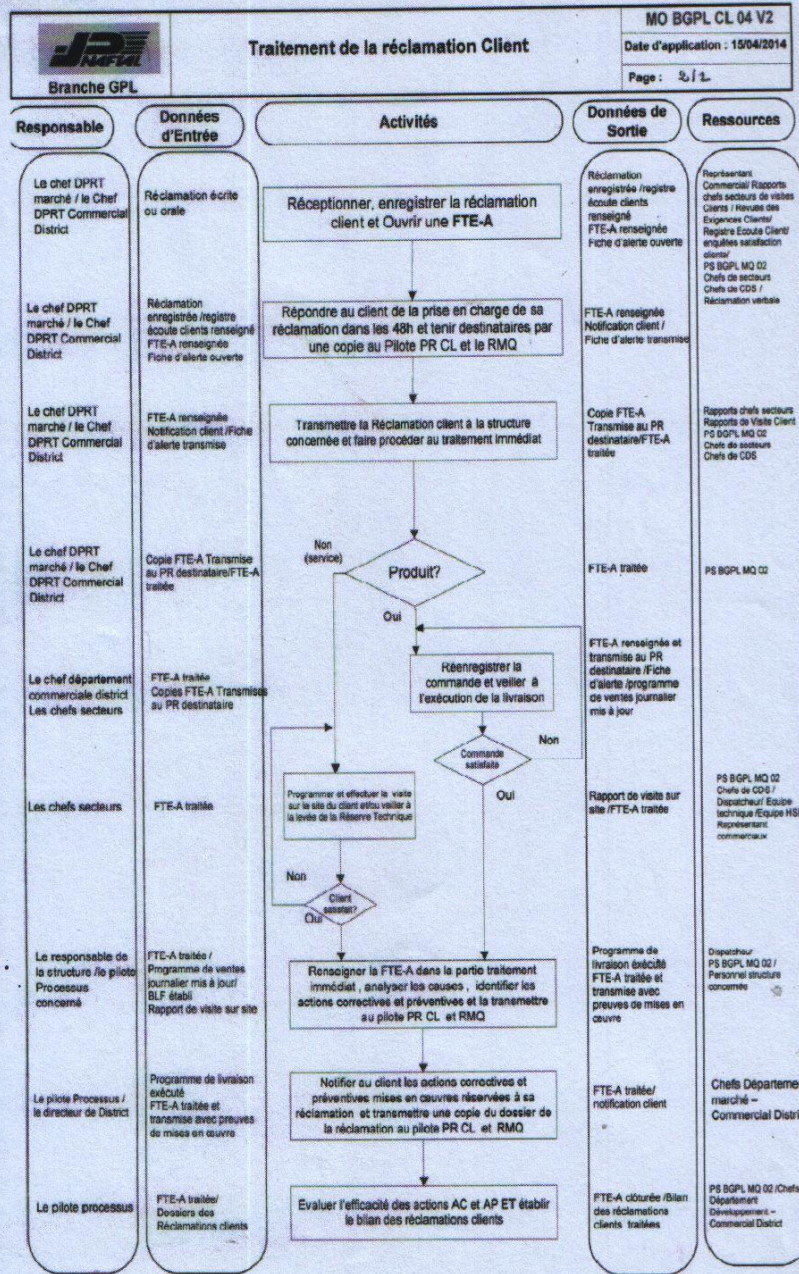 NAFTAL
Branche GPL
Traitement de la réclamation Client
MO BGPL CL 04 V2
Date d'application : 15/04/2014
Page : 2/2
Responsable
Données
d'Entrée
Activités
Données de
Sortie
Ressources
Le chef DPRT
marché / le Chef
DPRT Commercial
District
Réclamation écrite
ou orale
Réceptionner, enregistrer la réclamation
client et Ouvrir une FTE-A
Réclamation
enregistrée /registre
écoute clients
renseigné
FTE-A renseignée
Fiche d'alerte ouverte
Représentant
Commercial/ Rapports
chefs secteurs de visites
Clients / Revues des
Exigences Clients/
Registre Ecoute Client/
enquêtes satisfaction
clients/
PS BGPL MQ 02
Chefs de secteurs
Chefs de CDS /
Réclamation verbale
Le chef DPRT
marché / le Chef
DPRT Commercial
District
Réclamation
enregistrée /registre
écoute clients renseigné
FTE-A renseignée
Fiche d'alerte ouverte
Répondre au client de la prise en charge de sa
réclamation dans les 48h et tenir destinataires par
une copie au Pilote PR CL et le RMQ
FTE-A renseignée
Notification client /
Fiche d'alerte transmise
Le chef DPRT
marché / le Chef
DPRT Commercial
District
FTE-A renseignée
Notification client /Fiche
d'alerte transmise
Transmettre la Réclamation client à la structure
concernée et faire procéder au traitement immédiat
Copie FTE-A
Transmise au PR
destinataire/FTE-A
traitée
Rapports chefs secteurs
Rapports de Visite Client
PS BGPL MQ 02
Chefs de secteurs
Chefs de CDS
Le chef DPRT
marché / le Chef
DPRT Commercial
District
Copie FTE-A Transmise
au PR destinataire/FTE-A
traitée
Non
(service)
Produit?
Oui
FTE-A traitée
PS BGPL MQ 02
Le chef département
commerciale district
Les chefs secteurs
FTE-A traitée
Copies FTE-A Transmises
au PR destinataire
Réenregistrer la
commande et veiller à
l'exécution de la livraison
FTE-A renseignée et
transmise au PR
destinataire /Fiche
d'alerte /programme
de ventes journalier
mis à jour
Commande
satisfaite
Non
Oui
Les chefs secteurs
FTE-A traitée
Programmer et effectuer la visite
sur le site du client et/ou veiller à
la levée de la Réserve Technique
Rapport de visite sur
site /FTE-A traitée
PS BGPL MQ 02
Chefs de CDS /
Dispatcheur/ Equipe
technique /Equipe HS
Représentant
commerciaux
Non
Client
satisfait?
Oui
Le responsable de
la structure /le pilote
Processus
concerné
FTE-A traitée /
Programme de ventes
journalier mis à jour/
BLF établi
Rapport de visite sur site
Renseigner la FTE-A dans la partie traitement
immédiat , analyser les causes , identifier les
actions correctives et préventives et la transmettre
au pilote PR CL et RMQ
Programme de
livraison éxécuté
FTE-A traitée et
transmise avec
preuves de mises en
œuvre
Dispatcheur
PS BGPL MQ 02 /
Personnel structure
concernée
Le pilote Processus /
le directeur de District
Programme de livraison
éxécuté
FTE-A traitée et
transmise avec preuves
de mises en œuvre
Notifier au client les actions correctives et
préventives mises en œuvres réservées à sa
réclamation et transmettre une copie du dossier de
la réclamation au pilote PR CL et RMQ
FTE-A traitée/
notification client
Chefs Départeme
marché –
Commercial Distri
Le pilote processus
FTE-A traitée/
Dossiers des
Réclamations clients
Evaluer l'efficacité des actions AC et AP ET établir
le bilan des réclamations clients
FTE-A clôturée /Bilan
des réclamations
clients traitées
PS BGPL MQ 02 /Chefs
Département
Développement –
Commercial District